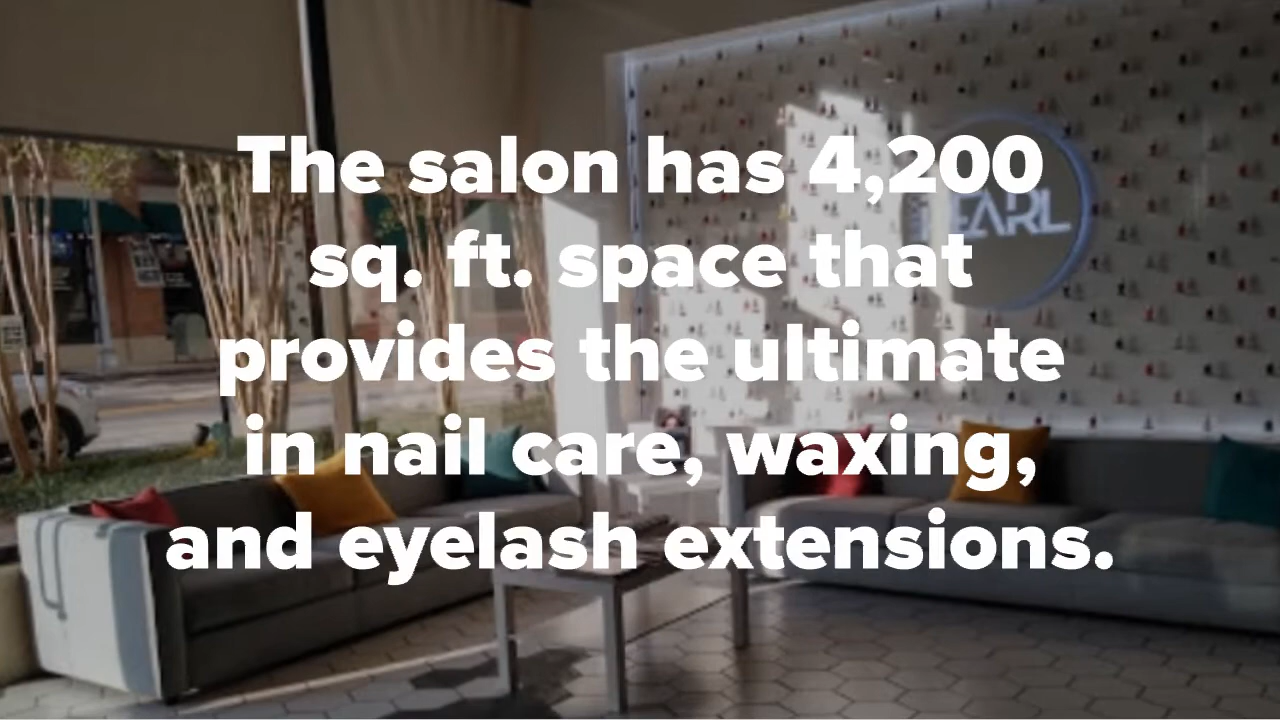 The salon has 4,200
sq. ft. space that
provides the ultimate
in nail care, waxing,
and eyelash extensions.
PEARL